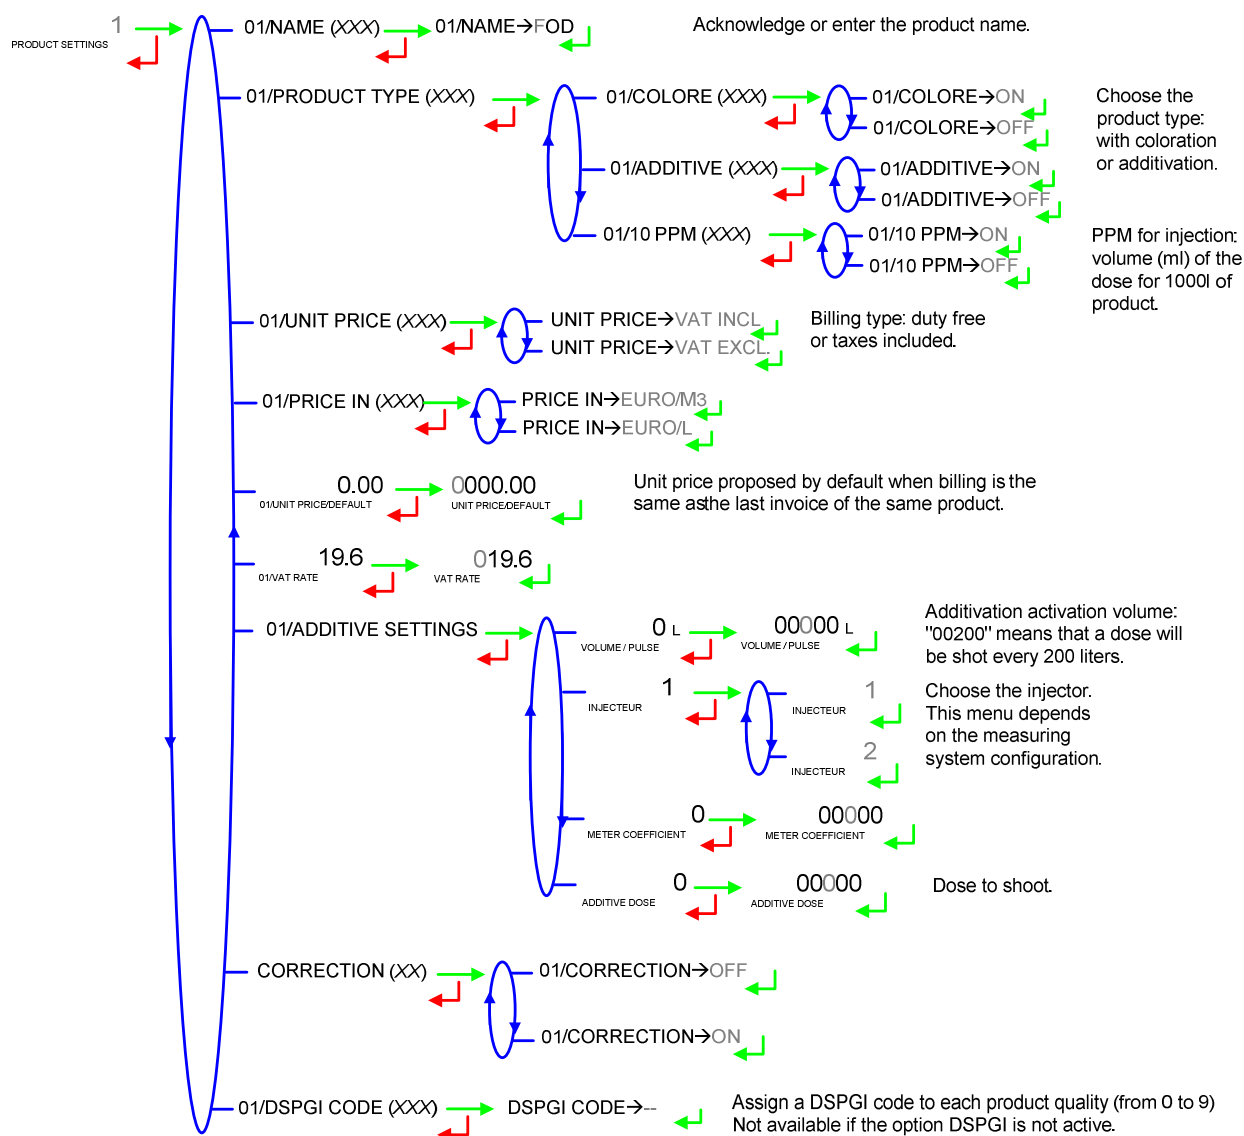 1
PRODUCT SETTINGS
01/NAME (XXX)
01/NAME→FOD
Acknowledge or enter the product name.
01/PRODUCT TYPE (XXX)
01/COLORE (XXX)
01/COLORE→ON
01/COLORE→OFF
Choose the
product type:
with coloration
or additivation.
01/ADDITIVE (XXX)
01/ADDITIVE→ON
01/ADDITIVE→OFF
01/10 PPM (XXX)
01/10 PPM→ON
01/10 PPM→OFF
PPM for injection:
volume (ml) of the
dose for 1000l of
product.
01/UNIT PRICE (XXX)
UNIT PRICE→VAT INCL
UNIT PRICE→VAT EXCL.
Billing type: duty free
or taxes included.
01/PRICE IN (XXX)
PRICE IN→EURO/M3
PRICE IN→EURO/L
0.00
01/UNIT PRICE/DEFAULT
0000.00
UNIT PRICE/DEFAULT
Unit price proposed by default when billing is the
same as the last invoice of the same product.
19.6
01/VAT RATE
019.6
VAT RATE
01/ADDITIVE SETTINGS
0 L
VOLUME / PULSE
00000 L
VOLUME / PULSE
Additivation activation volume:
"00200" means that a dose will
be shot every 200 liters.
1
INJECTEUR
1
INJECTEUR
2
INJECTEUR
Choose the injector.
This menu depends
on the measuring
system configuration.
0
METER COEFFICIENT
00000
METER COEFFICIENT
0
ADDITIVE DOSE
00000
ADDITIVE DOSE
Dose to shoot.
CORRECTION (XX)
01/CORRECTION→OFF
01/CORRECTION→ON
01/DSPGI CODE (XXX)
DSPGI CODE→--
Assign a DSPGI code to each product quality (from 0 to 9)
Not available if the option DSPGI is not active.